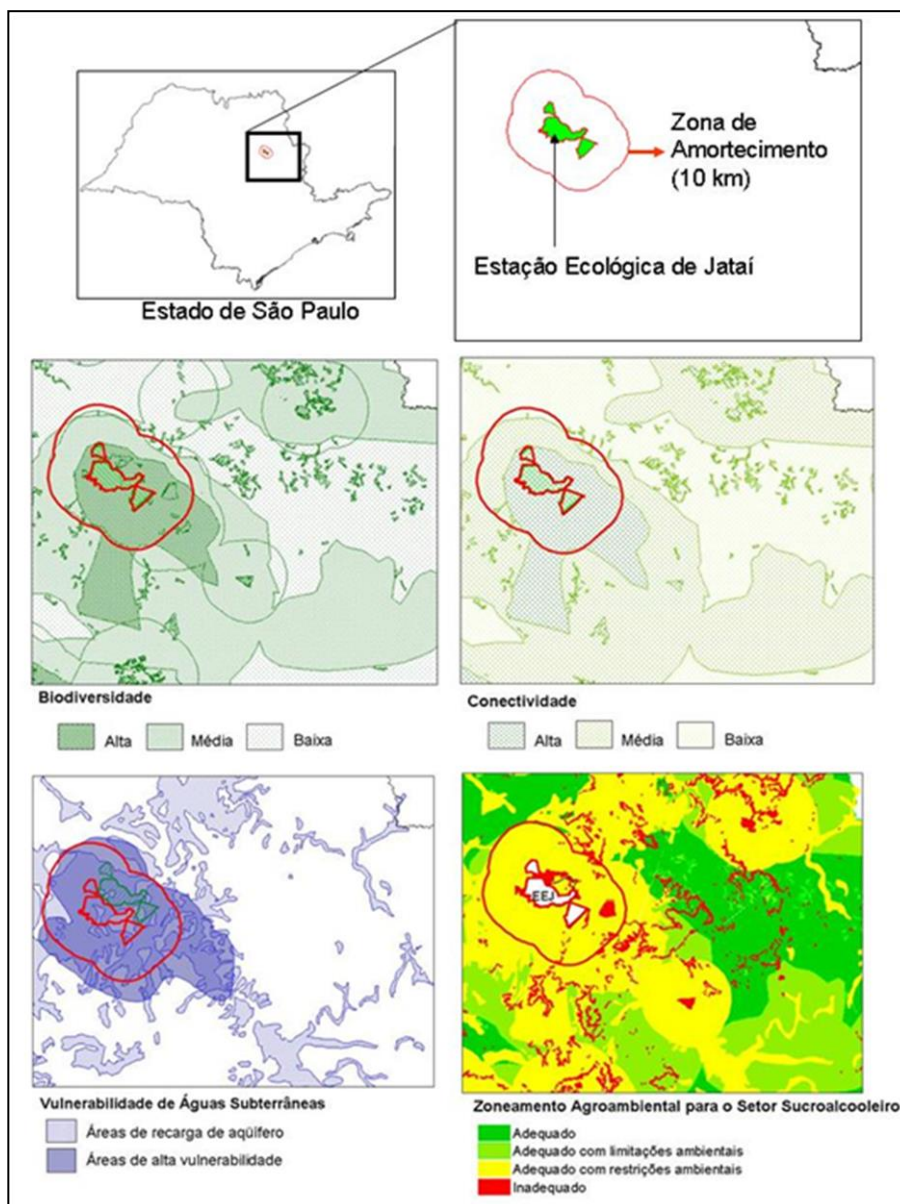 Zona de
Amortecimento
(10 km)
Estação Ecológica de Jataí
Estado de São Paulo
Biodiversidade
Alta
Média
Baixa
Conectividade
Alta
Média
Baixa
EEJ
Vulnerabilidade de Águas Subterrâneas
Áreas de recarga de aqüífero
Áreas de alta vulnerabilidade
Zoneamento Agroambiental para o Setor Sucroalcooleiro
Adequado
Adequado com limitações ambientais
Adequado com restrições ambientais
Inadequado